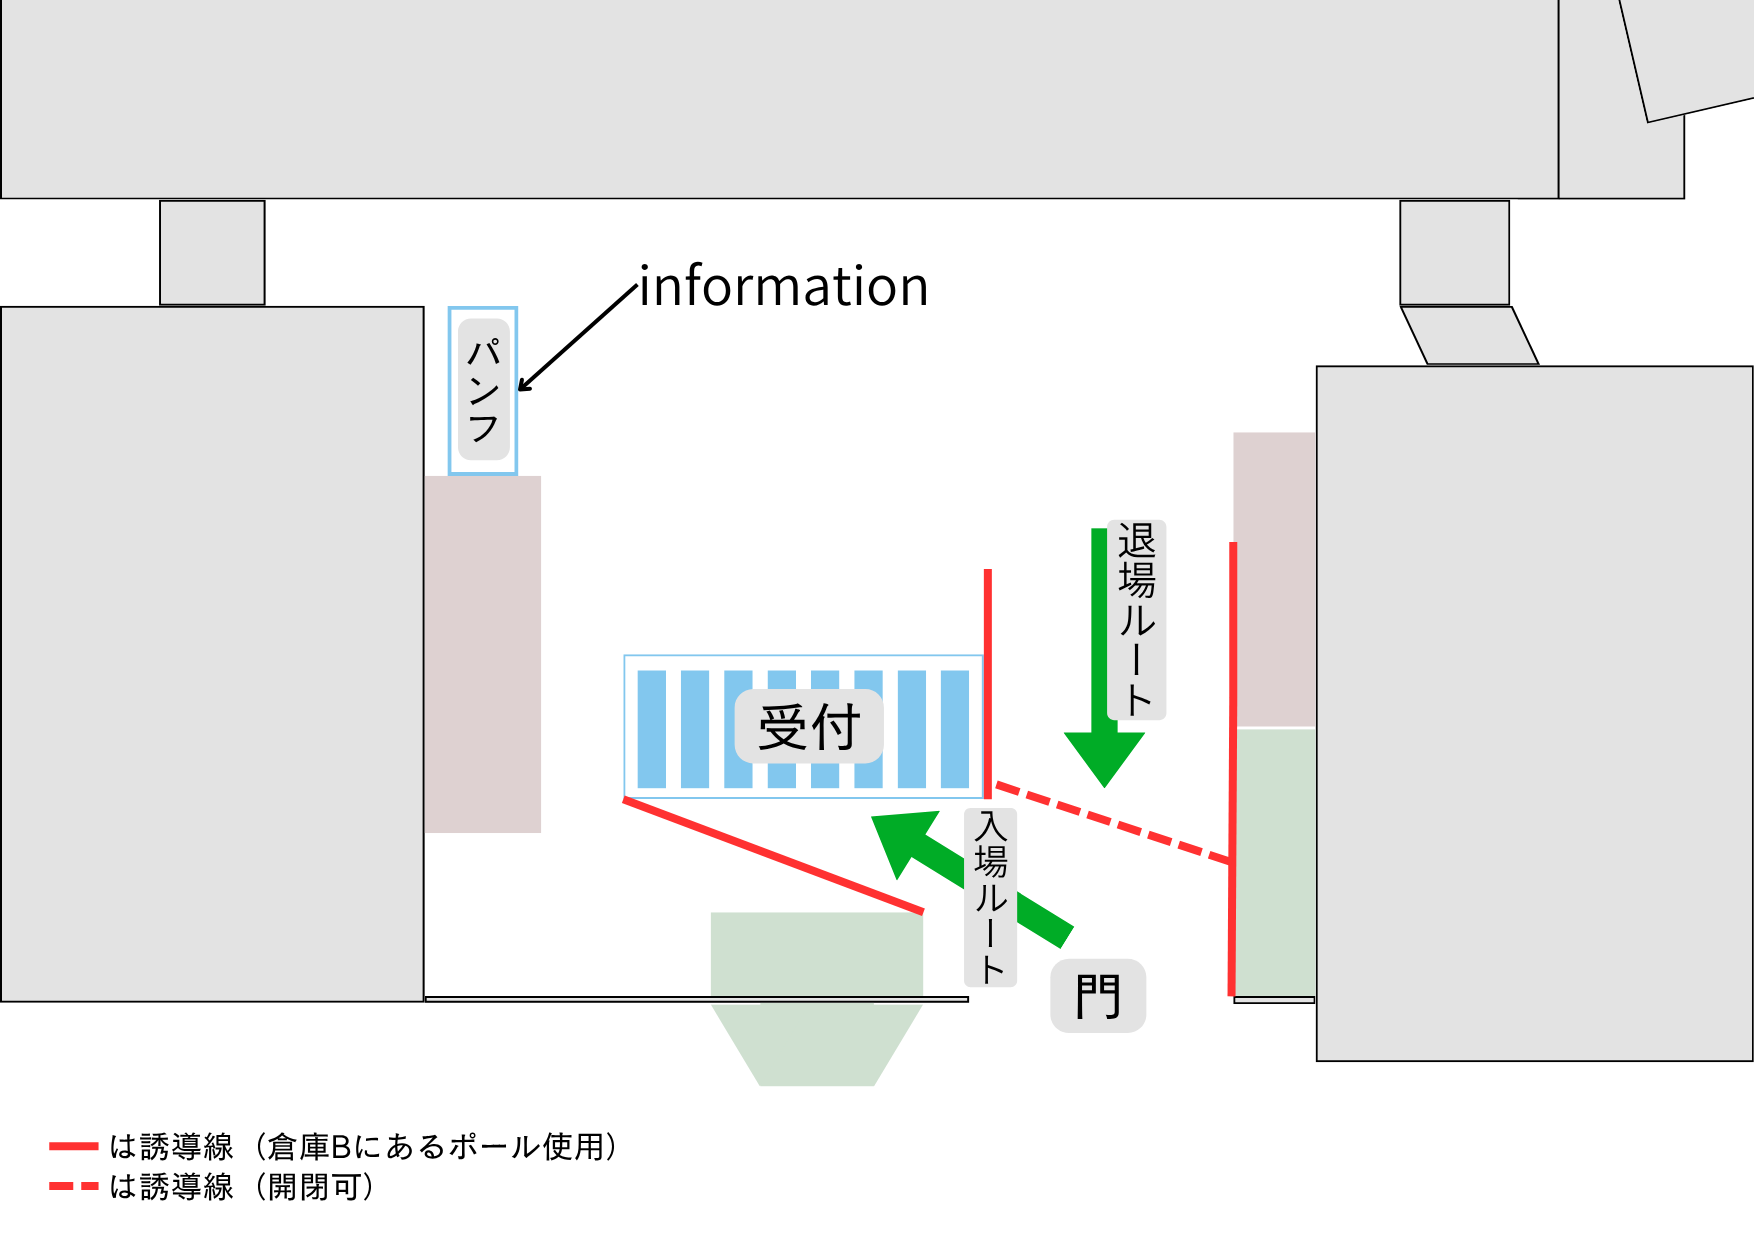 information
パンフ
退場ルート
受付
入場ルート
門
は誘導線（倉庫Bにあるポール使用）
は誘導線（開閉可）